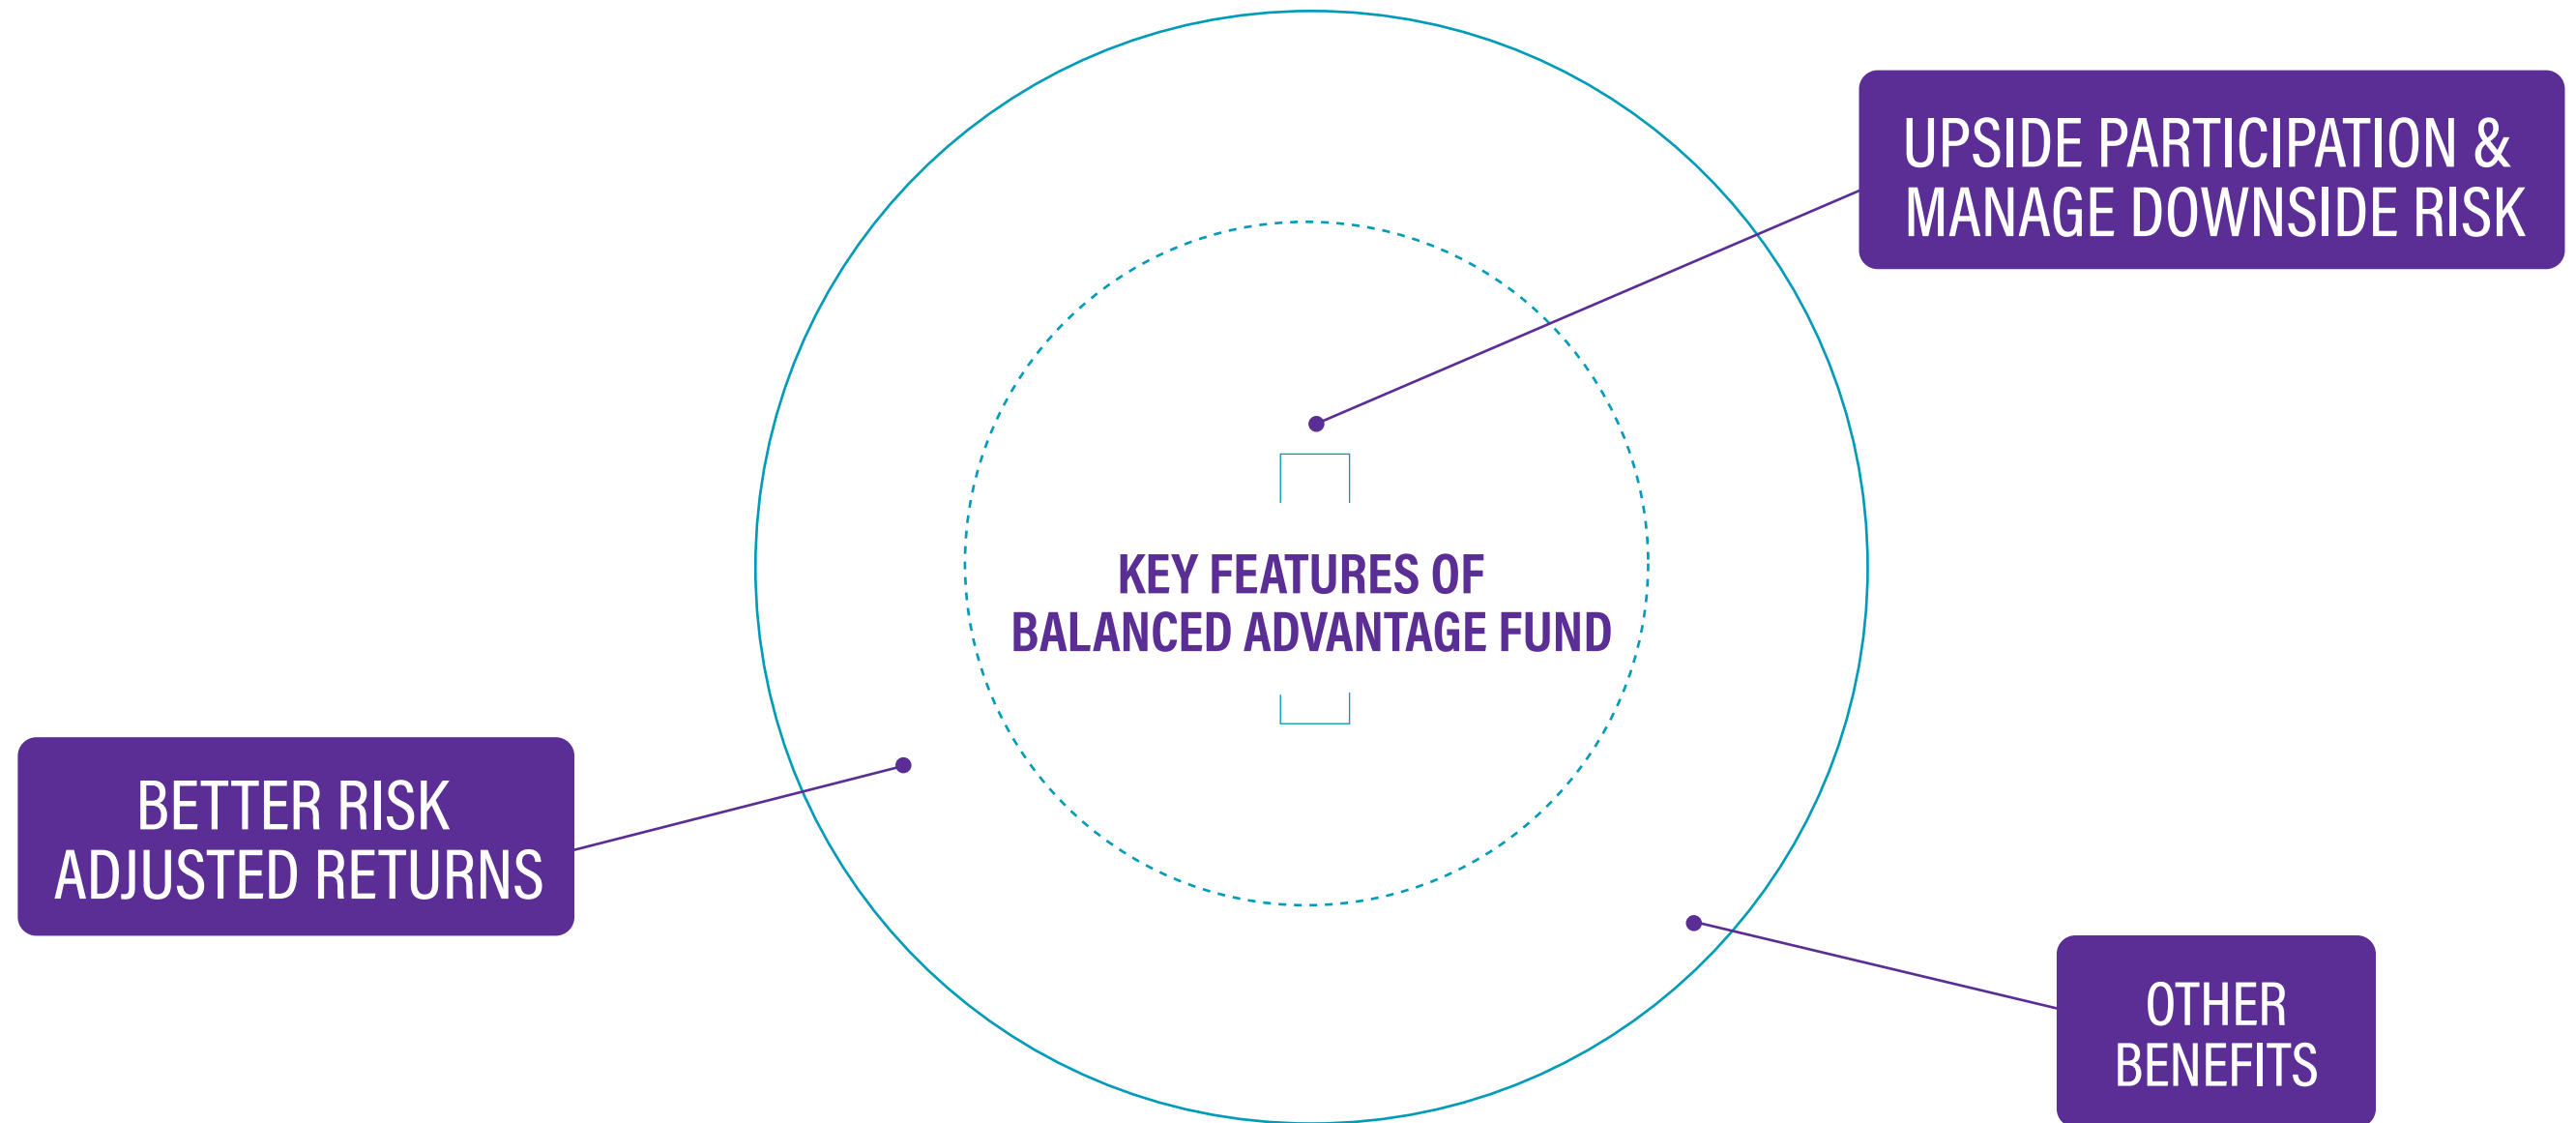 UPSIDE PARTICIPATION &
MANAGE DOWNSIDE RISK
KEY FEATURES OF
BALANCED ADVANTAGE FUND
BETTER RISK
ADJUSTED RETURNS
OTHER
BENEFITS